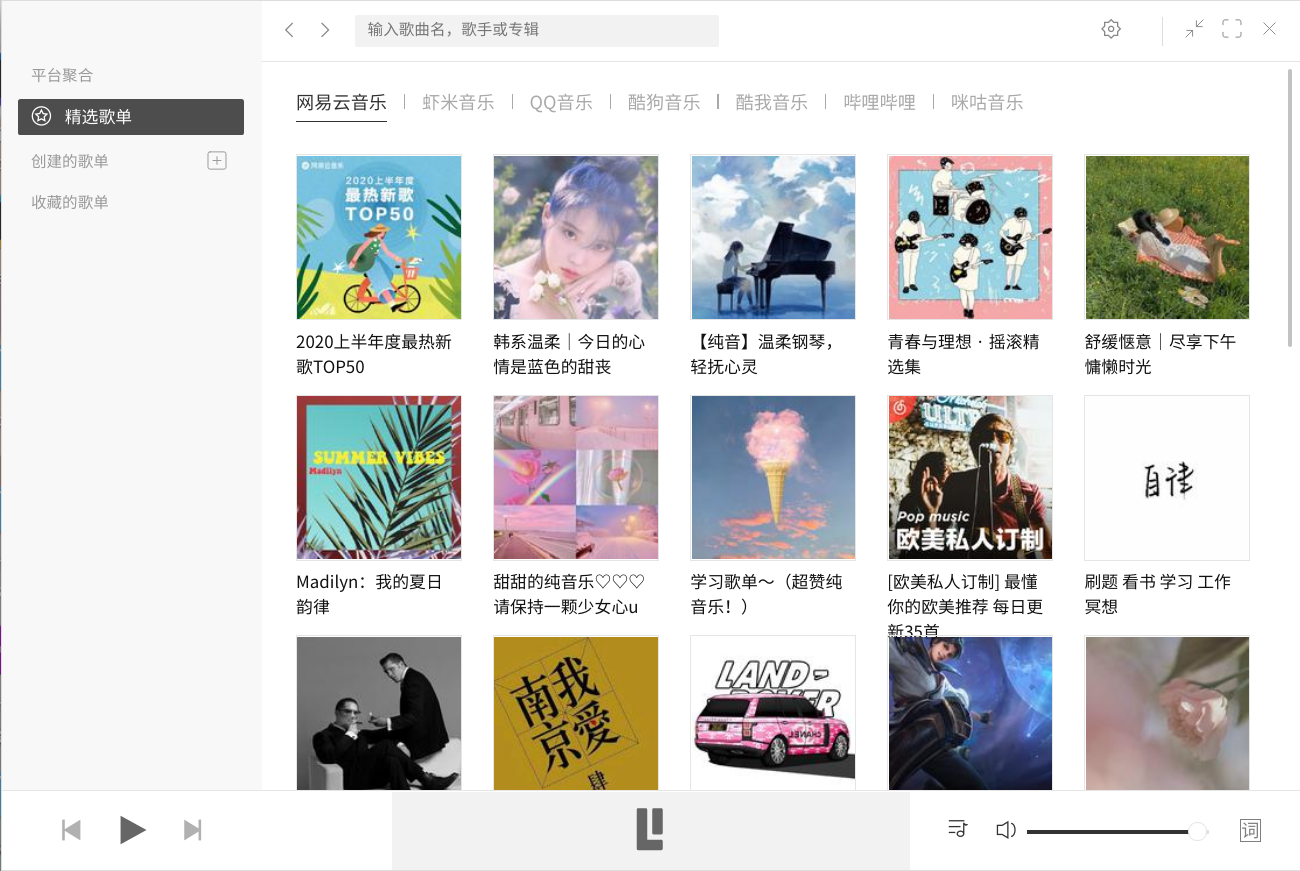 输入歌曲名，歌手或专辑
平台聚合
精选歌单
创建的歌单
收藏的歌单
网易云音乐 虾米音乐 QQ音乐 酷狗音乐 酷我音乐 哔哩哔哩 咪咕音乐
网易云音乐
2020上半年度
最热新歌
TOP50
2020上半年度最热新
歌TOP50
韩系温柔｜今日的心
情是蓝色的甜丧
【纯音】温柔钢琴，
轻抚心灵
青春与理想 · 摇滚精
选集
舒缓惬意｜尽享下午
慵懒时光
SUMMER VIBES
Madilyn
Pop music
欧美私人订制
自律
Madilyn：我的夏日
韵律
甜甜的纯音乐♡♡♡
请保持一颗少女心u
学习歌单～（超赞纯
音乐！）
[欧美私人订制] 最懂
你的欧美推荐 每日更
新35首
刷题 看书 学习 工作
冥想
我爱
南京
肆
LAND-
ROVER
CHANEL
词